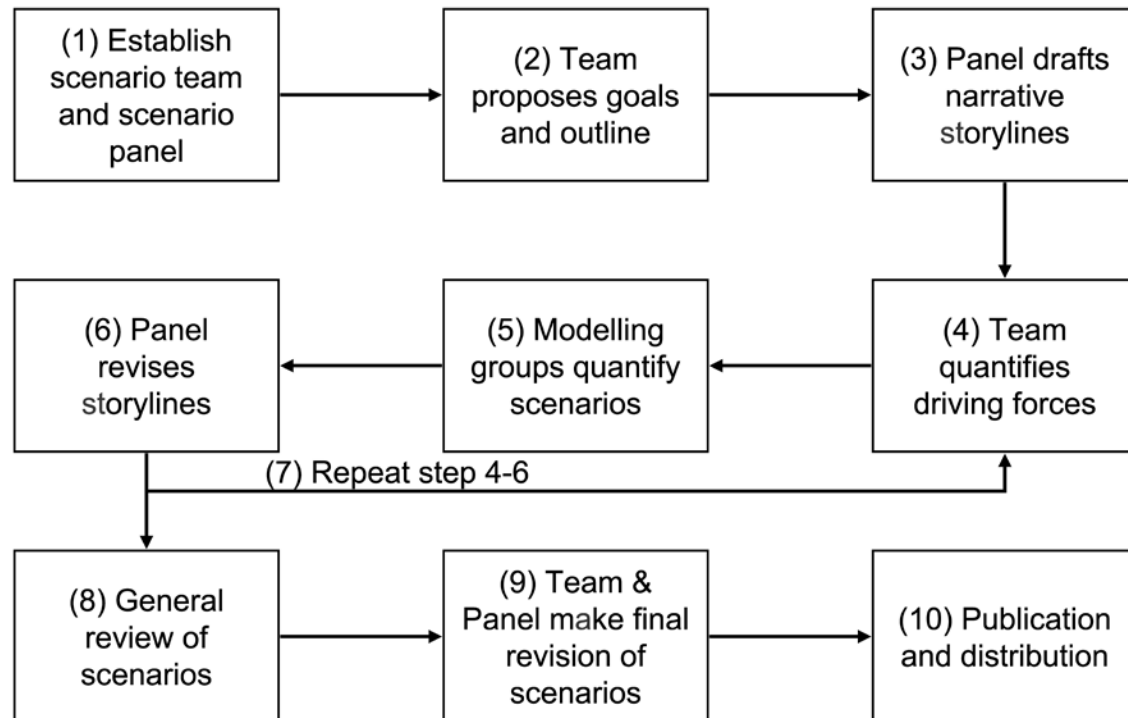 (1) Establish
scenario team
and scenario
panel
(2) Team
proposes goals
and outline
(3) Panel drafts
narrative
storylines
(4) Team
quantifies
driving forces
(5) Modelling
groups quantify
scenarios
(6) Panel
revises
storylines
(7) Repeat step 4-6
(8) General
review of
scenarios
(9) Team &
Panel make final
revision of
scenarios
(10) Publication
and distribution